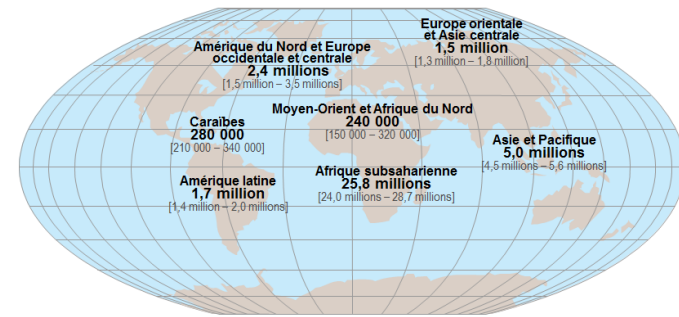 Europe orientale
et Asie centrale
1,5 million
[1,3 million – 1,8 million]
Amérique du Nord et Europe
occidentale et centrale
2,4 millions
[1,5 million – 3,5 millions]
Moyen-Orient et Afrique du Nord
240 000
[150 000 – 320 000]
Caraïbes
280 000
[210 000 – 340 000]
Asie et Pacifique
5,0 millions
[4,5 millions – 5,6 millions]
Amérique latine
1,7 million
[1,4 million – 2,0 millions]
Afrique subsaharienne
25,8 millions
[24,0 millions – 28,7 millions]